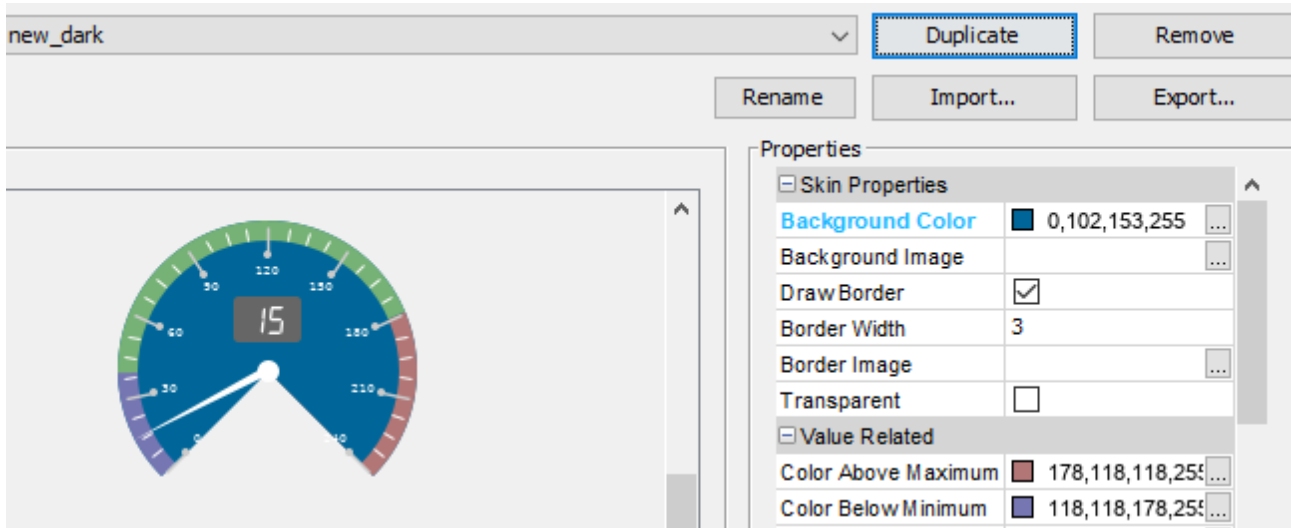 new_dark
Duplicate
Remove
Rename
Import...
Export...
Properties
Skin Properties
Background Color 0,102,153,255 ...
Background Image ...
Draw Border
Border Width 3
Border Image ...
Transparent
Value Related
Color Above Maximum 178,118,118,255 ...
Color Below Minimum 118,118,178,255 ...
120
90
150
15
60
180
30
210
0
240